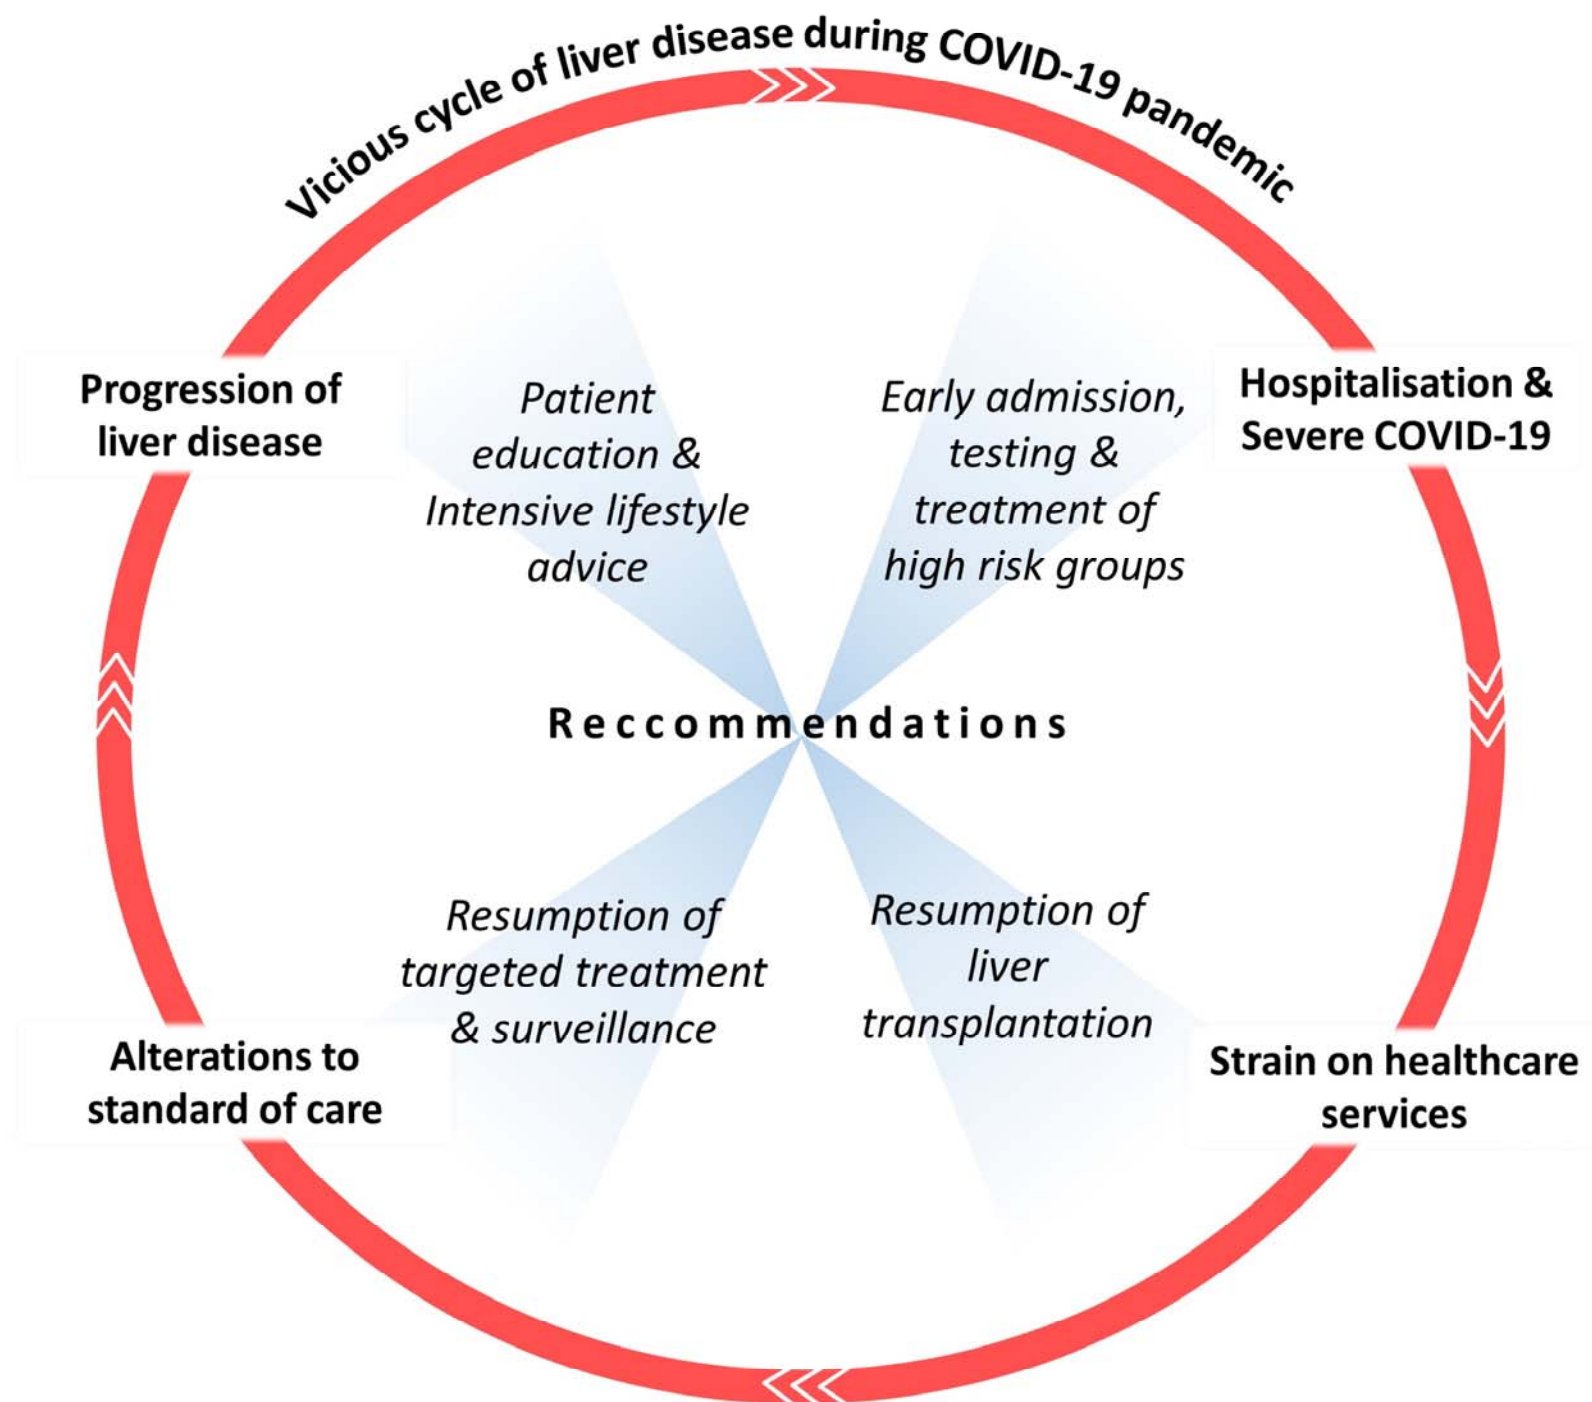 Vicious cycle of liver disease during COVID-19 pandemic
Progression of
liver disease
Patient
education &
Intensive lifestyle
advice
Early admission,
testing &
treatment of
high risk groups
Hospitalisation &
Severe COVID-19
Reccommendations
Alterations to
standard of care
Resumption of
targeted treatment
& surveillance
Resumption of
liver
transplantation
Strain on healthcare
services